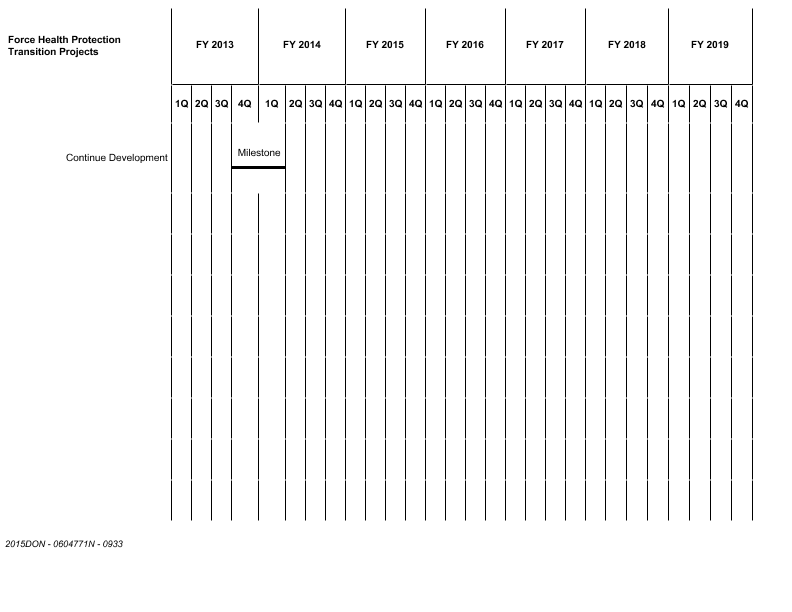 Force Health Protection
Transition Projects
FY 2013 FY 2014 FY 2015 FY 2016 FY 2017 FY 2018 FY 2019
1Q 2Q 3Q 4Q 1Q 2Q 3Q 4Q 1Q 2Q 3Q 4Q 1Q 2Q 3Q 4Q 1Q 2Q 3Q 4Q 1Q 2Q 3Q 4Q 1Q 2Q 3Q 4Q
Milestone
Continue Development
2015DON - 0604771N - 0933